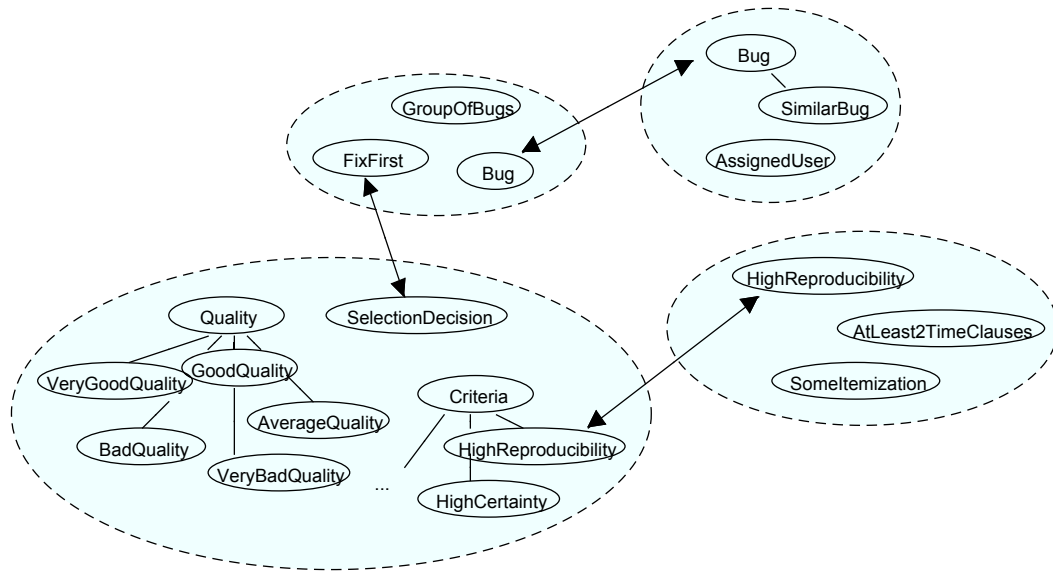 Bug
SimilarBug
AssignedUser
GroupOfBugs
FixFirst
Bug
HighReproducibility
AtLeast2TimeClauses
SomeItemization
Quality
SelectionDecision
VeryGoodQuality
GoodQuality
AverageQuality
BadQuality
VeryBadQuality
Criteria
HighReproducibility
...
HighCertainty